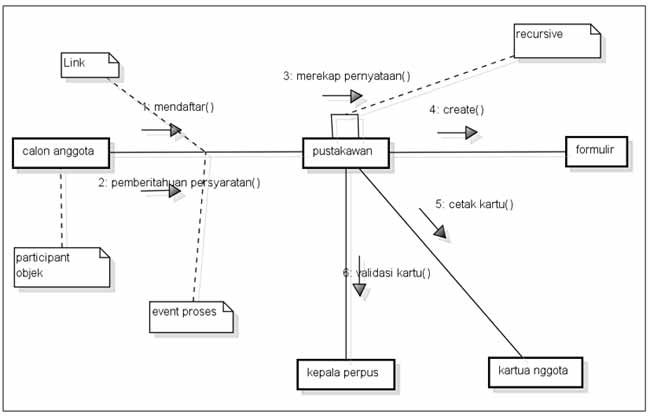 recursive
Link
3: merekap pernyataan()
1: mendaftar()
4: create()
calon anggota
pustakawan
formulir
2: pemberitahuan persyaratan()
5: cetak kartu()
participant
objek
6: validasi kartu()
event proses
kepala perpus
kartua nggota